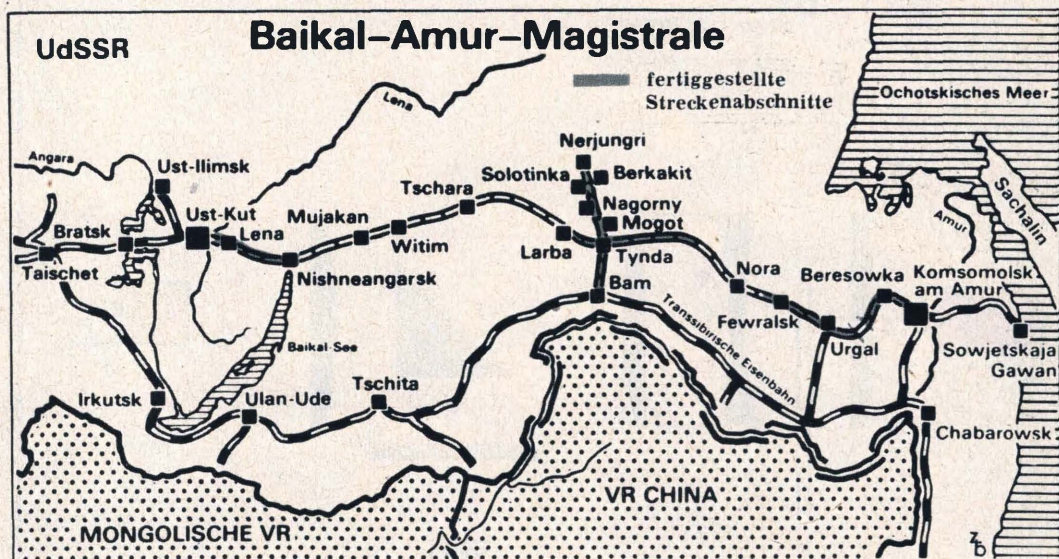 UdSSR
Baikal–Amur–Magistrale
fertiggestellte
Streckenabschnitte
Ochotskisches Meer
Lena
Angara
Ust-Ilimsk
Nerjungri
Solotinka
Berkakit
Sachalin
Tschara
Nagorny
Amur
Ust-Kut
Mujakan
Mogot
Bratsk
Lena
Witim
Larba
Tynda
Taischet
Nishneangarsk
Bam
Nora
Beresowka
Komsomolsk
am Amur
Transsibirische Eisenbahn
Fewralsk
Urgal
Baikal-See
Sowjetskaja
Gawan
Irkutsk
Ulan-Ude
Tschita
Chabarowsk
VR CHINA
MONGOLISCHE VR
ZD